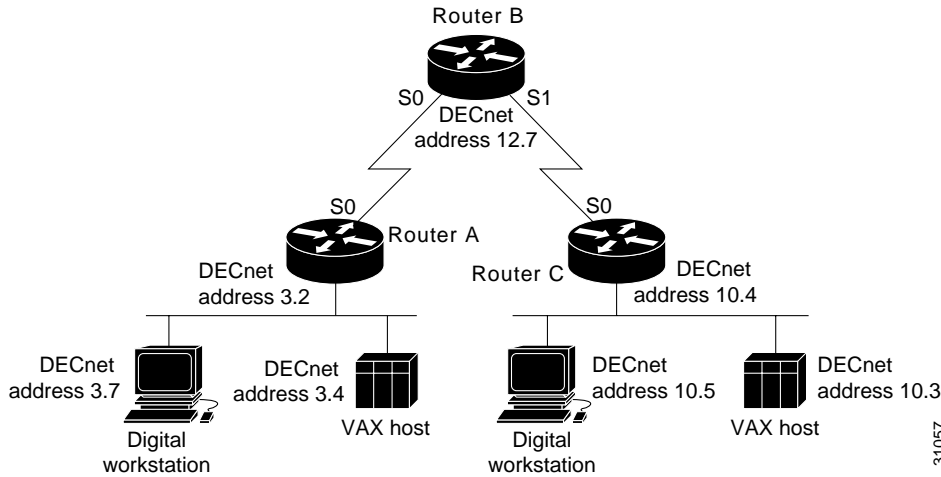 Router B
S0
S1
DECnet
address 12.7
S0
S0
Router A
Router C
DECnet
address 3.2
DECnet
address 10.4
DECnet
address 3.7
DECnet
address 3.4
DECnet
address 10.5
DECnet
address 10.3
Digital
workstation
VAX host
Digital
workstation
VAX host
31057